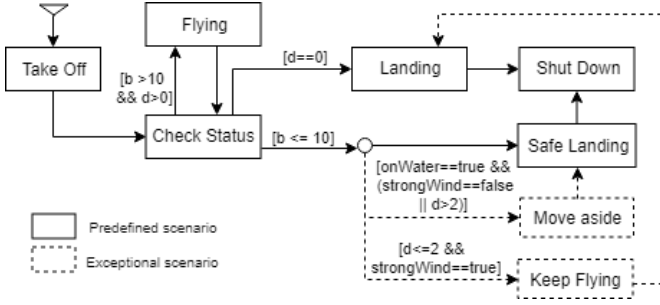 Flying
Take Off
[b >10
&& d>0]
[d==0]
Landing
Shut Down
Check Status
[b <= 10]
Safe Landing
[onWater==true &&
(strongWind==false
|| d>2)]
Move aside
[d<=2 &&
strongWind==true]
Keep Flying
Predefined scenario
Exceptional scenario